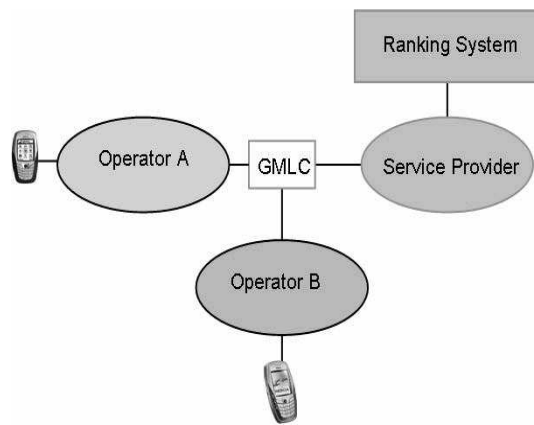 Ranking System
Operator A
GMLC
Service Provider
Operator B